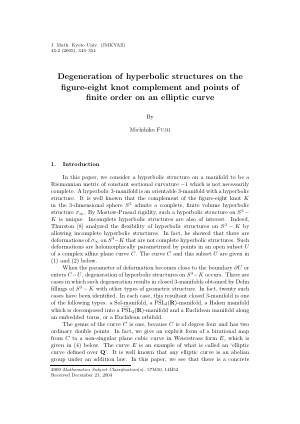 J. Math. Kyoto Univ. (JMKYAZ)
45-2 (2005), 343–354
Degeneration of hyperbolic structures on the
figure-eight knot complement and points of
finite order on an elliptic curve
By
Michihiko FUJII
1. Introduction
In this paper, we consider a hyperbolic structure on a manifold to be a
Riemannian metric of constant sectional curvature −1 which is not necessarily
complete. A hyperbolic 3-manifold is an orientable 3-manifold with a hyperbolic
structure. It is well known that the complement of the figure-eight knot K
in the 3-dimensional sphere S³ admits a complete, finite volume hyperbolic
structure σ∞. By Mostow-Prasad rigidity, such a hyperbolic structure on S³−
K is unique. Incomplete hyperbolic structures are also of interest. Indeed,
Thurston [8] analyzed the flexibility of hyperbolic structures on S³ − K by
allowing incomplete hyperbolic structures. In fact, he showed that there are
deformations of σ∞ on S³−K that are not complete hyperbolic structures. Such
deformations are holomorphically parameterized by points in an open subset U
of a complex affine plane curve C. The curve C and this subset U are given in
(1) and (2) below.
When the parameter of deformation becomes close to the boundary ∂U or
enters C−U, degeneration of hyperbolic structures on S³−K occurs. There are
cases in which such degeneration results in closed 3-manifolds obtained by Dehn
fillings of S³ − K with other types of geometric structure. In fact, twenty such
cases have been identified. In each case, this resultant closed 3-manifold is one
of the following types: a Sol-manifold, a PSL₂(R)-manifold, a Haken manifold
which is decomposed into a PSL₂(R)-manifold and a Euclidean manifold along
an embedded torus, or a Euclidean orbifold.
The genus of the curve C is one, because C is of degree four and has two
ordinary points. In fact, we give an explicit form of a birational map
from C to a non-singular plane cubic curve in Weierstrass form E, which is
given in (4) below. The curve E is an example of what is called an 'elliptic
curve defined over Q'. It is well known that any elliptic curve is an abelian
group under an addition law. In this paper, we see that there is a concrete
2000 Mathematics Subject Classification(s). 57M50, 14H52
Received December 21, 2004